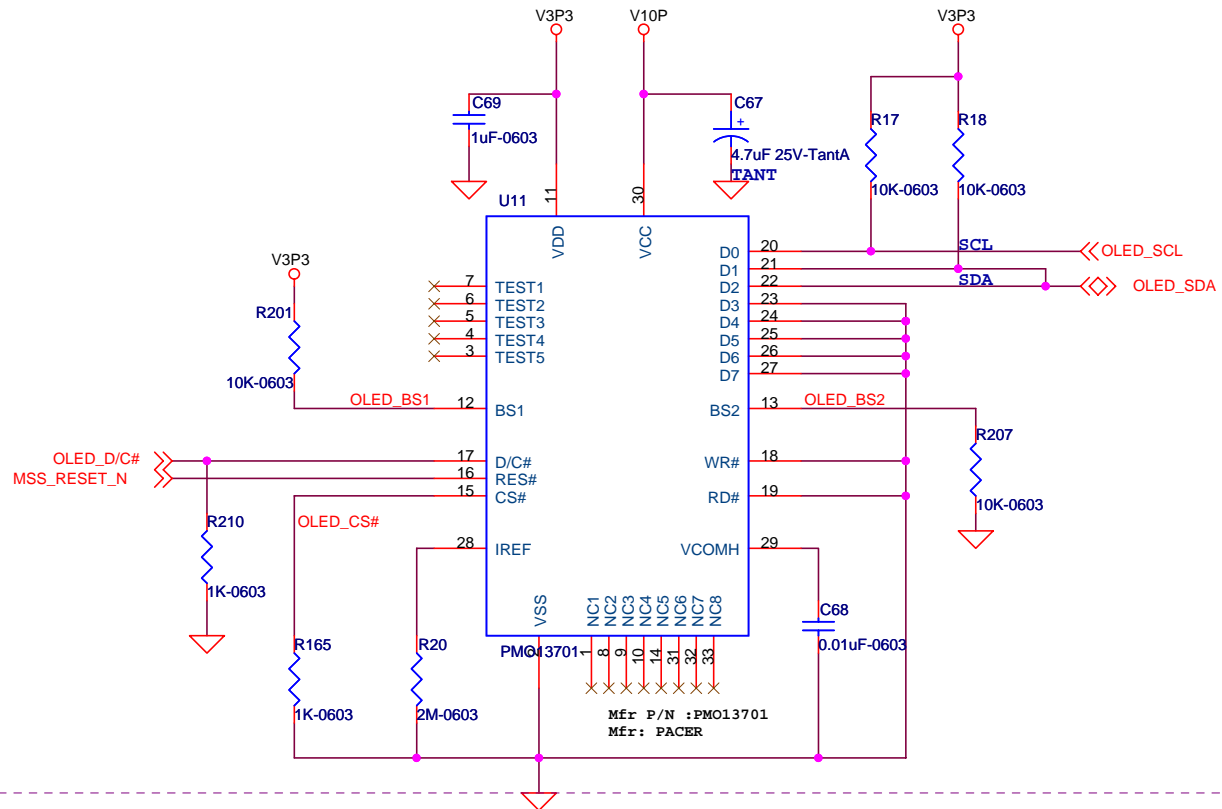 V3P3
V10P
V3P3
C69
1uF-0603
C67
+
4.7uF 25V-TantA
TANT
R17
10K-0603
R18
10K-0603
U11
11
VDD
30
VCC
V3P3
R201
10K-0603
7 TEST1
6 TEST2
5 TEST3
4 TEST4
3 TEST5
OLED_BS1 12 BS1
OLED_D/C# 17 D/C#
MSS_RESET_N 16 RES#
15 CS#
OLED_CS#
R210
1K-0603
28 IREF
D0 20 SCL OLED_SCL
D1 21
D2 22 SDA OLED_SDA
D3 23
D4 24
D5 25
D6 26
D7 27
BS2 13 OLED_BS2
R207
10K-0603
WR# 18
RD# 19
VCOMH 29
C68
0.01uF-0603
VSS
NC1
NC2
NC3
NC4
NC5
NC6
NC7
NC8
R165
1K-0603
R20
2M-0603
PMO13701
1
8
9
10
14
31
32
33
Mfr P/N :PMO13701
Mfr: PACER